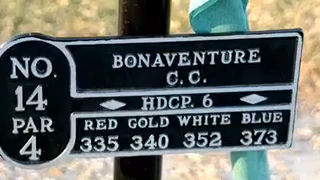 NO.
14
PAR
4
BONAVENTURE
C. C.
HDCP. 6
RED GOLD WHITE BLUE
335 340 352 373